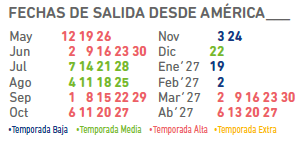 FECHAS DE SALIDA DESDE AMÉRICA___
May 12 19 26 Nov 3 24
Jun 2 9 16 23 30 Dic 22
Jul 7 14 21 28 Ene´27 19
Ago 4 11 18 25 Feb´27 2
Sep 1 8 15 22 29 Mar´27 2 9 16 23 30
Oct 6 11 20 27 Ab´27 6 13 20 27
•Temporada Baja •Temporada Media •Temporada Alta •Temporada Extra